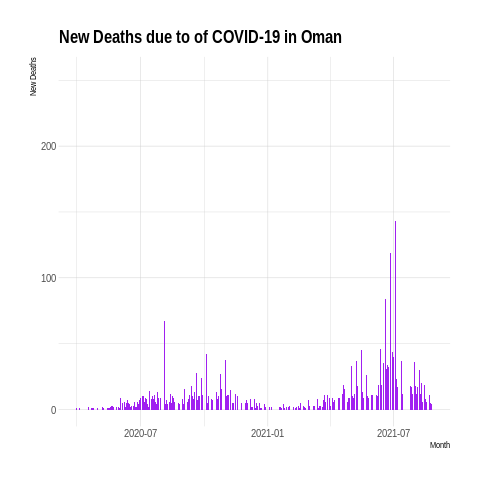 New Deaths due to of COVID-19 in Oman
New Deaths
200
100
0
2020-07
2021-01
2021-07
Month